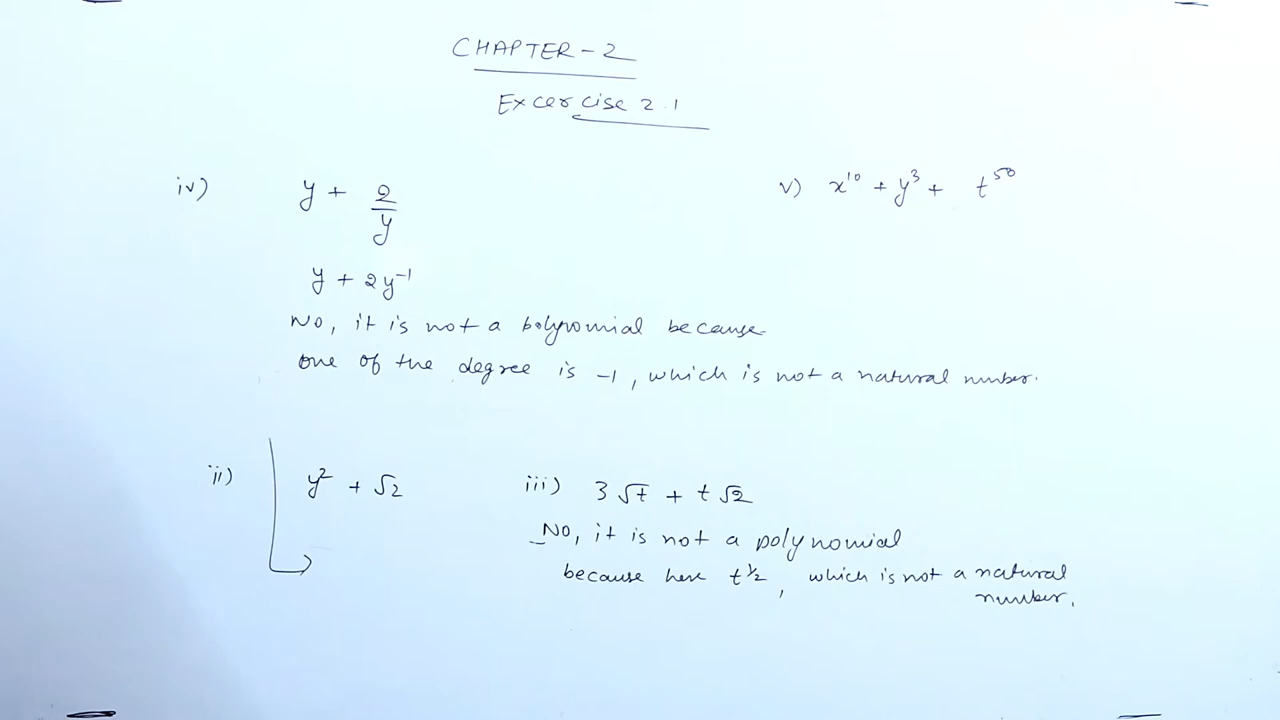 CHAPTER-2
Excercise 2.1
iv) y + 2/y
v) x¹⁰ + y³ + t⁵⁰
y + 2y⁻¹
No, it is not a polynomial because
one of the degree is -1, which is not a natural number.
ii) y² + √2
iii) 3√t + t√2
No, it is not a polynomial
because here t^½, which is not a natural
number.